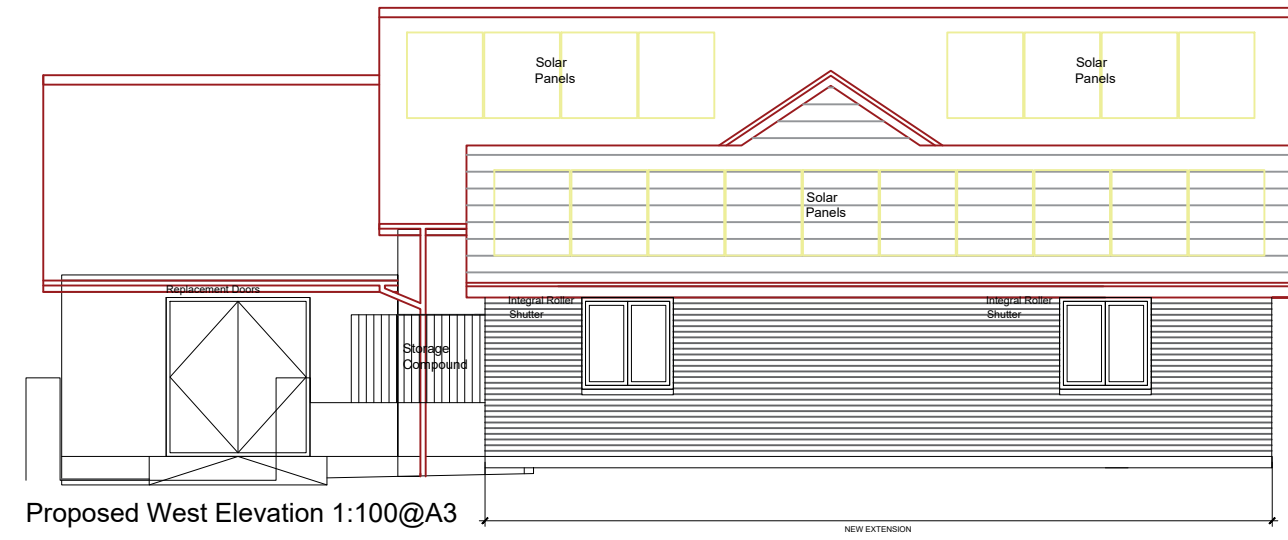 Solar
Panels
Solar
Panels
Solar
Panels
Replacement Doors
Integral Roller
Shutter
Integral Roller
Shutter
Storage
Compound
Proposed West Elevation 1:100@A3
NEW EXTENSION